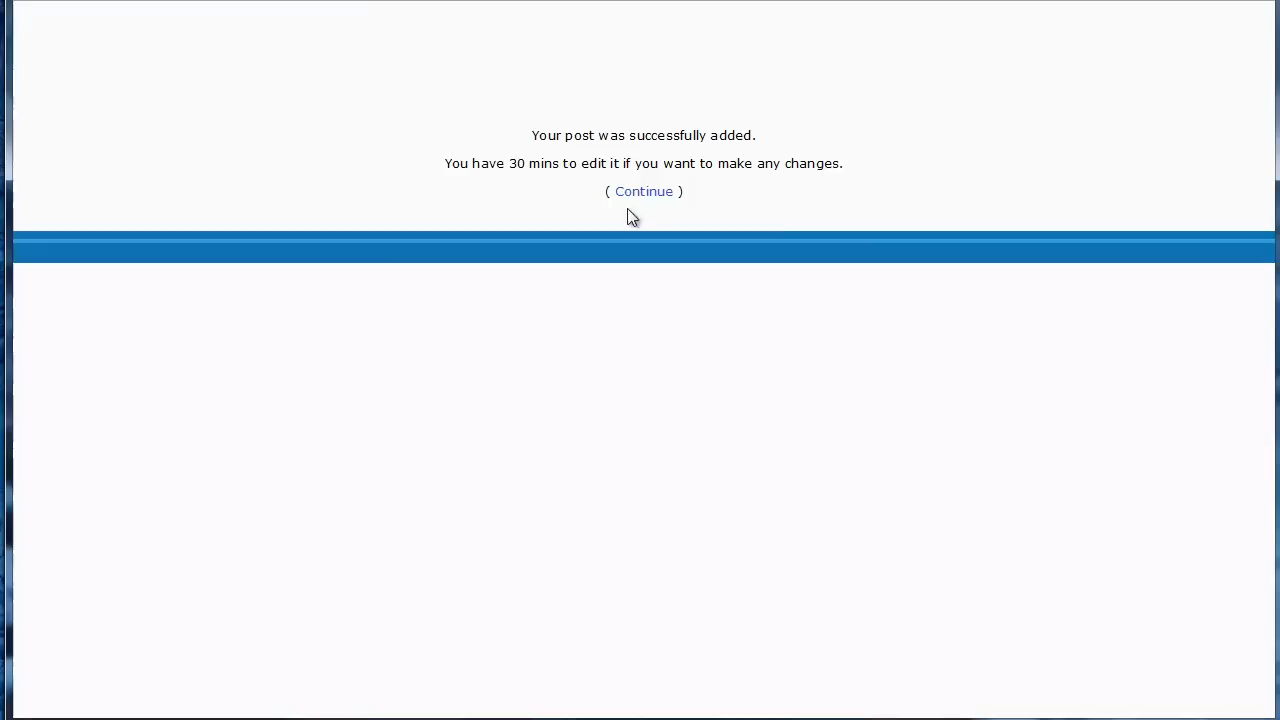 Your post was successfully added.
You have 30 mins to edit it if you want to make any changes.
( Continue )